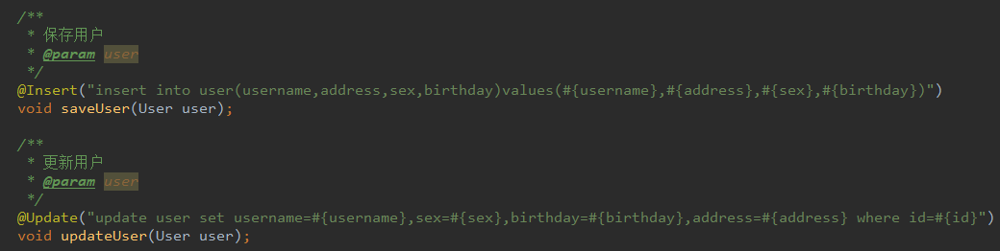 /**
 * 保存用户
 * @param user
 */
@Insert("insert into user(username,address,sex,birthday)values(#{username},#{address},#{sex},#{birthday})")
void saveUser(User user);
/**
 * 更新用户
 * @param user
 */
@Update("update user set username=#{username},sex=#{sex},birthday=#{birthday},address=#{address} where id=#{id}")
void updateUser(User user);